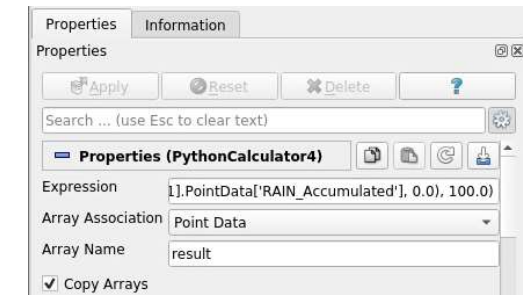 Properties Information
Properties
Apply Reset Delete ?
Search ... (use Esc to clear text)
Properties (PythonCalculator4)
Expression 1].PointData['RAIN_Accumulated'], 0.0), 100.0)
Array Association Point Data
Array Name result
Copy Arrays